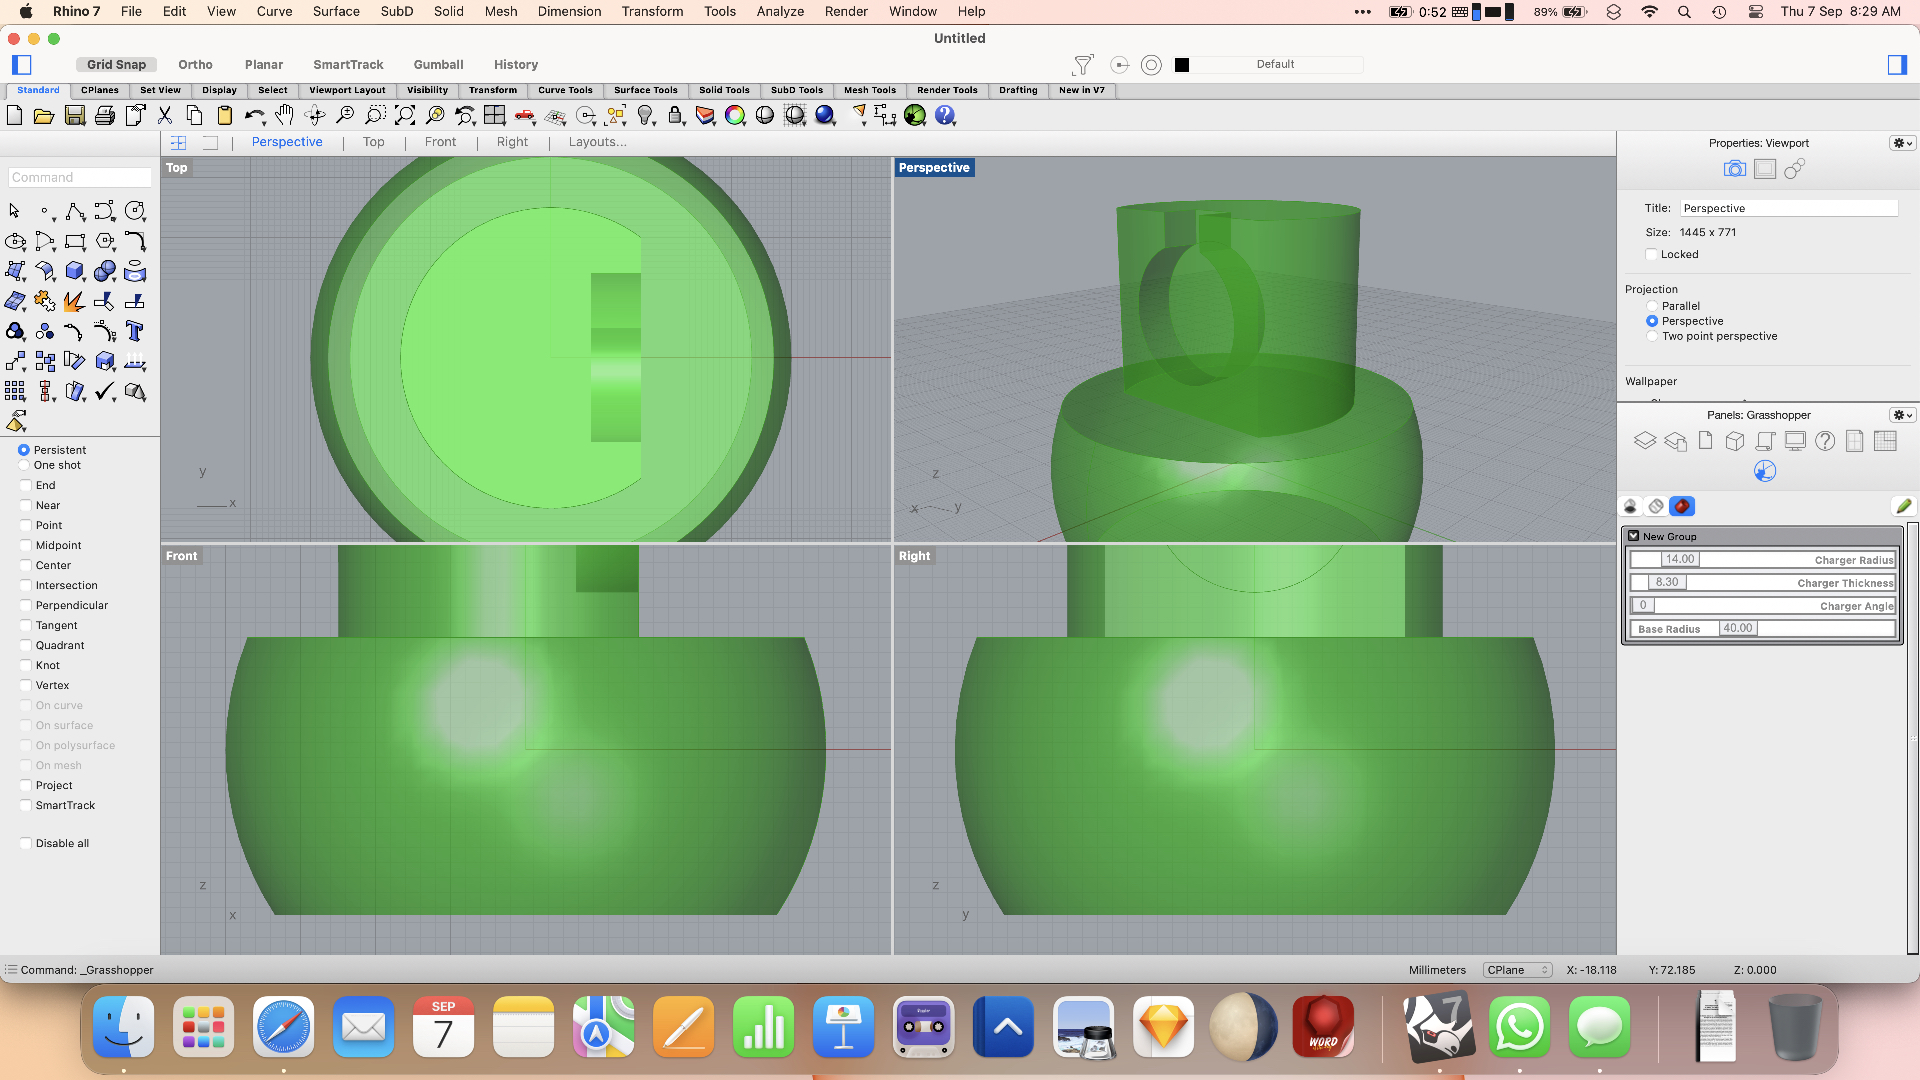 Rhino 7 File Edit View Curve Surface SubD Solid Mesh Dimension Transform Tools Analyze Render Window Help 0:52 89% Thu 7 Sep 8:29 AM
Untitled
Grid Snap Ortho Planar SmartTrack Gumball History Default
Standard CPlanes Set View Display Select Viewport Layout Visibility Transform Curve Tools Surface Tools Solid Tools SubD Tools Mesh Tools Render Tools Drafting New in V7
Perspective Top Front Right Layouts...
Command
Persistent
One shot
End
Near
Point
Midpoint
Center
Intersection
Perpendicular
Tangent
Quadrant
Knot
Vertex
On curve
On surface
On polysurface
On mesh
Project
SmartTrack
Disable all
Top
y
x
Perspective
z
x y
Front
z
x
Right
z
y
Properties: Viewport
Title: Perspective
Size: 1445 x 771
Locked
Projection
Parallel
Perspective
Two point perspective
Wallpaper
Panels: Grasshopper
New Group
14.00 Charger Radius
8.30 Charger Thickness
0 Charger Angle
Base Radius 40.00
Command: _Grasshopper
Millimeters CPlane X: -18.118 Y: 72.185 Z: 0.000
SEP
7
WORD
7